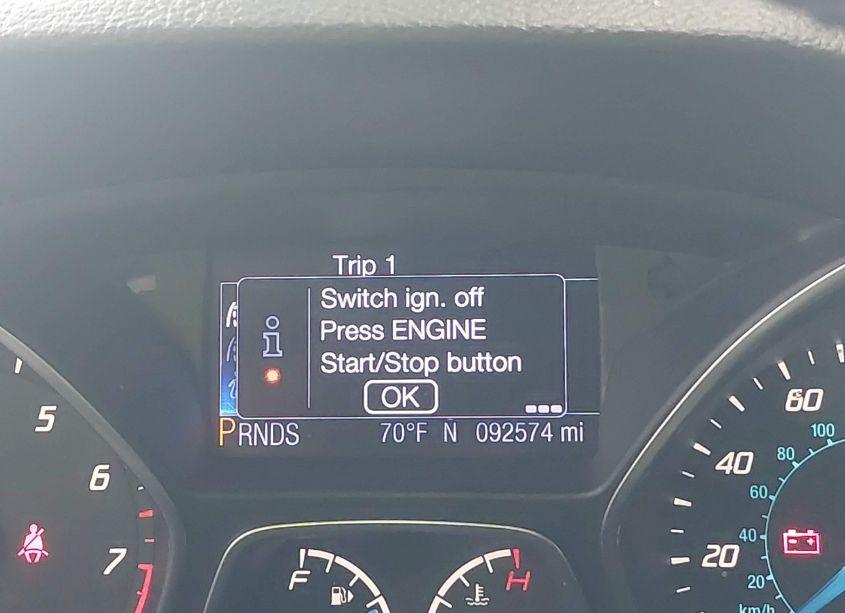 Trip 1
Switch ign. off
Press ENGINE
Start/Stop button
OK
PRNDS 70°F N 092574 mi
5
6
7
F
H
60
40
20
100
80
60
40
20
km/h